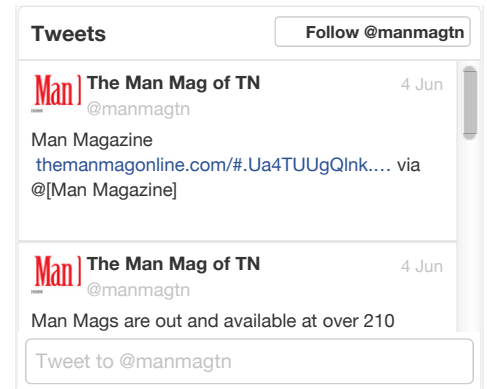 Tweets
Follow @manmagtn
Man
The Man Mag of TN
4 Jun
@manmagtn
Man Magazine
themanmagonline.com/#.Ua4TUUgQlnk.… via
@[Man Magazine]
Man
The Man Mag of TN
4 Jun
@manmagtn
Man Mags are out and available at over 210
Tweet to @manmagtn